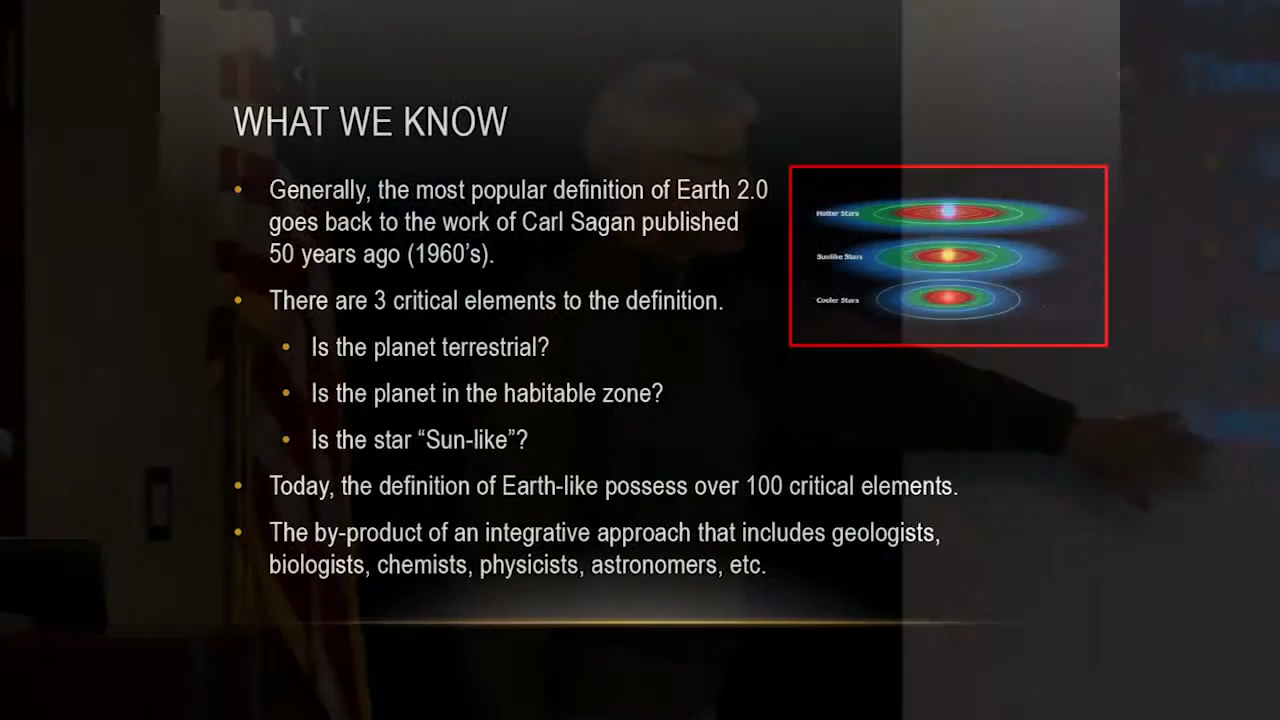 WHAT WE KNOW
• Generally, the most popular definition of Earth 2.0
goes back to the work of Carl Sagan published
50 years ago (1960’s).
• There are 3 critical elements to the definition.
• Is the planet terrestrial?
• Is the planet in the habitable zone?
• Is the star “Sun-like”?
• Today, the definition of Earth-like possess over 100 critical elements.
• The by-product of an integrative approach that includes geologists,
biologists, chemists, physicists, astronomers, etc.
Hotter Stars
Sunlike Stars
Cooler Stars